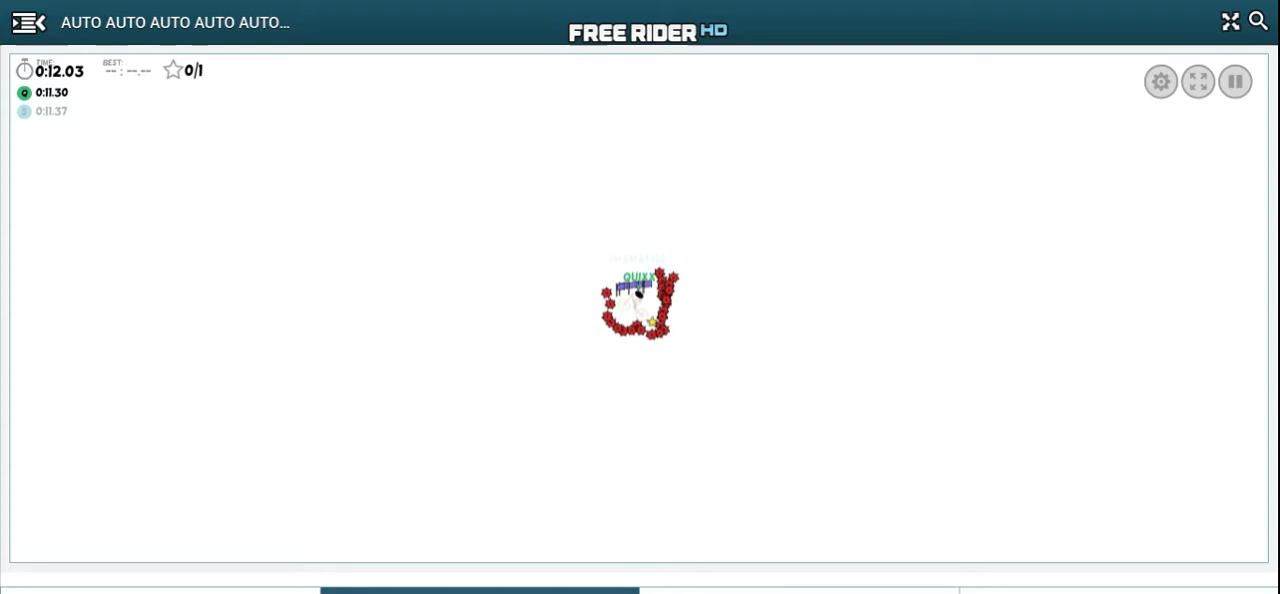 AUTO AUTO AUTO AUTO AUTO...
FREE RIDER HD
TIME:
0:12.03
BEST:
-- : --.--
0/1
Q 0:11.30
S 0:11.37
QUIXX